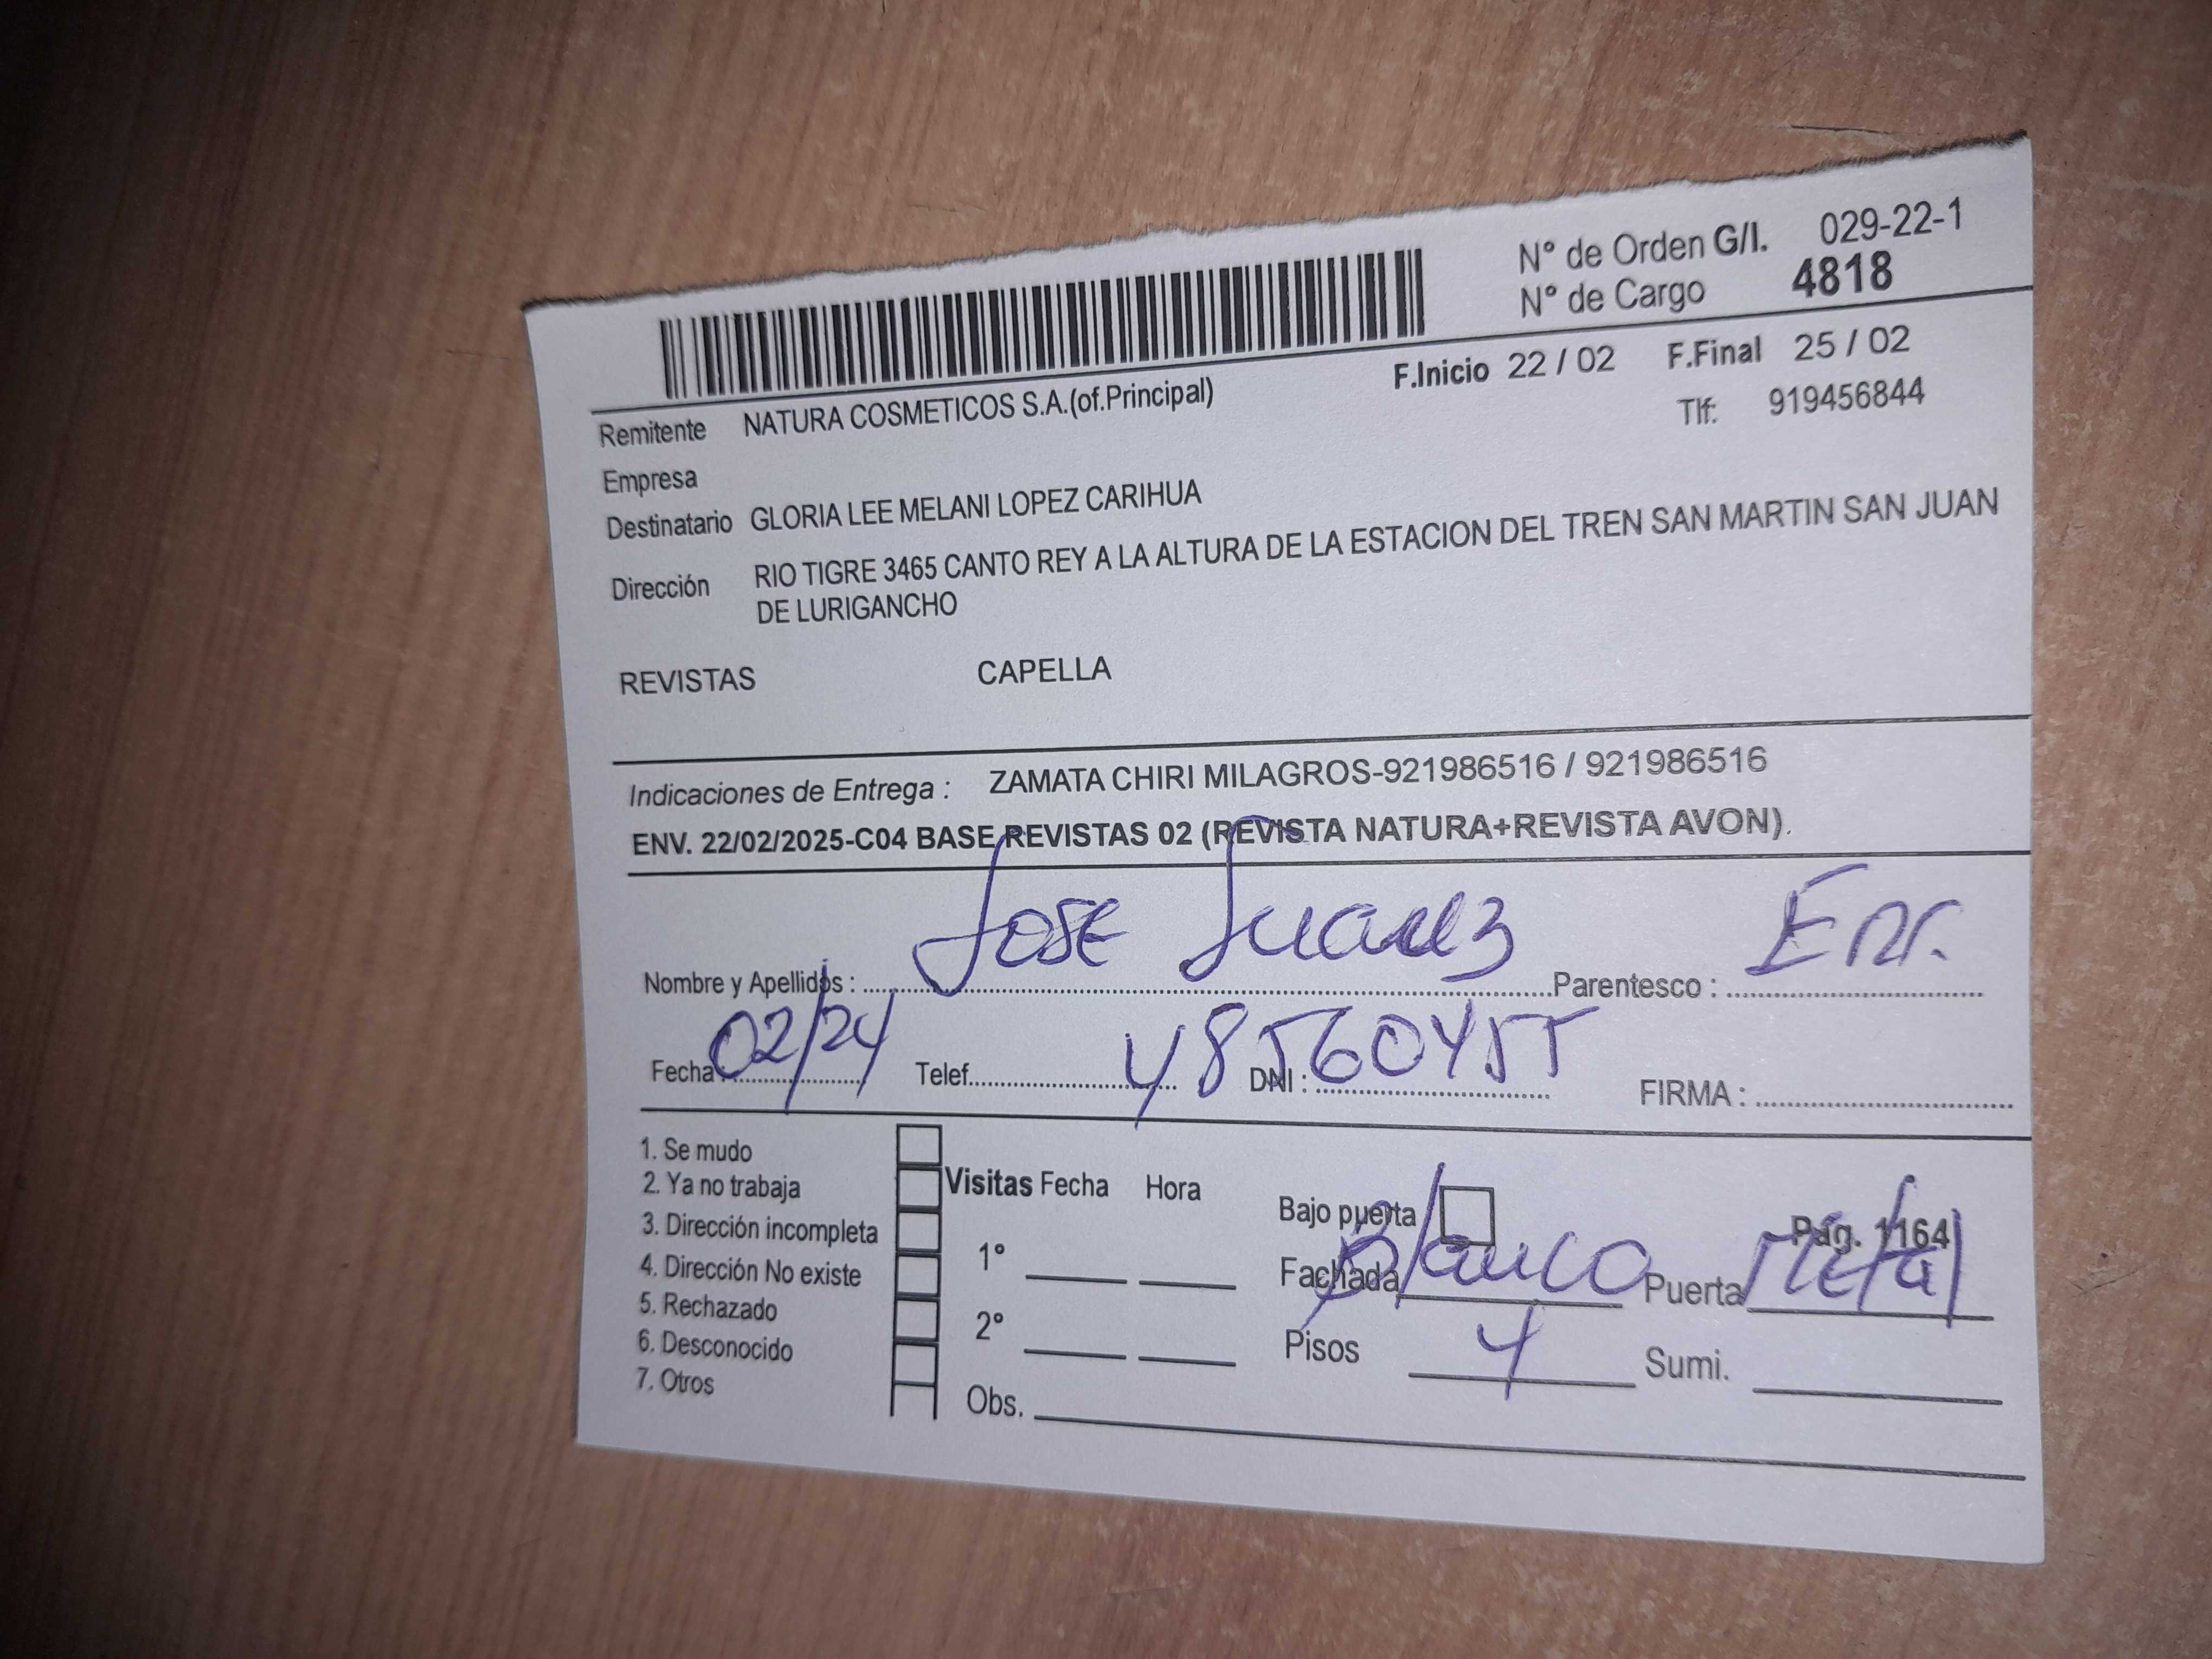 N° de Orden G/I. 029-22-1
N° de Cargo 4818
F.Inicio 22 / 02 F.Final 25 / 02
Remitente NATURA COSMETICOS S.A.(of.Principal)
Tlf: 919456844
Empresa
Destinatario GLORIA LEE MELANI LOPEZ CARIHUA
Dirección RIO TIGRE 3465 CANTO REY A LA ALTURA DE LA ESTACION DEL TREN SAN MARTIN SAN JUAN
DE LURIGANCHO
REVISTAS CAPELLA
Indicaciones de Entrega : ZAMATA CHIRI MILAGROS-921986516 / 921986516
ENV. 22/02/2025-C04 BASE REVISTAS 02 (REVISTA NATURA+REVISTA AVON).
Nombre y Apellidos : Jose Parentesco :
Fecha : 02/24 Telef. DNI : 48560455 FIRMA :
1. Se mudo
2. Ya no trabaja
3. Dirección incompleta
4. Dirección No existe
5. Rechazado
6. Desconocido
7. Otros
Visitas Fecha Hora
1°
2°
Obs.
Bajo puerta Pág. 1164
Fachada Blanco Puerta Metal
Pisos 4 Sumi.